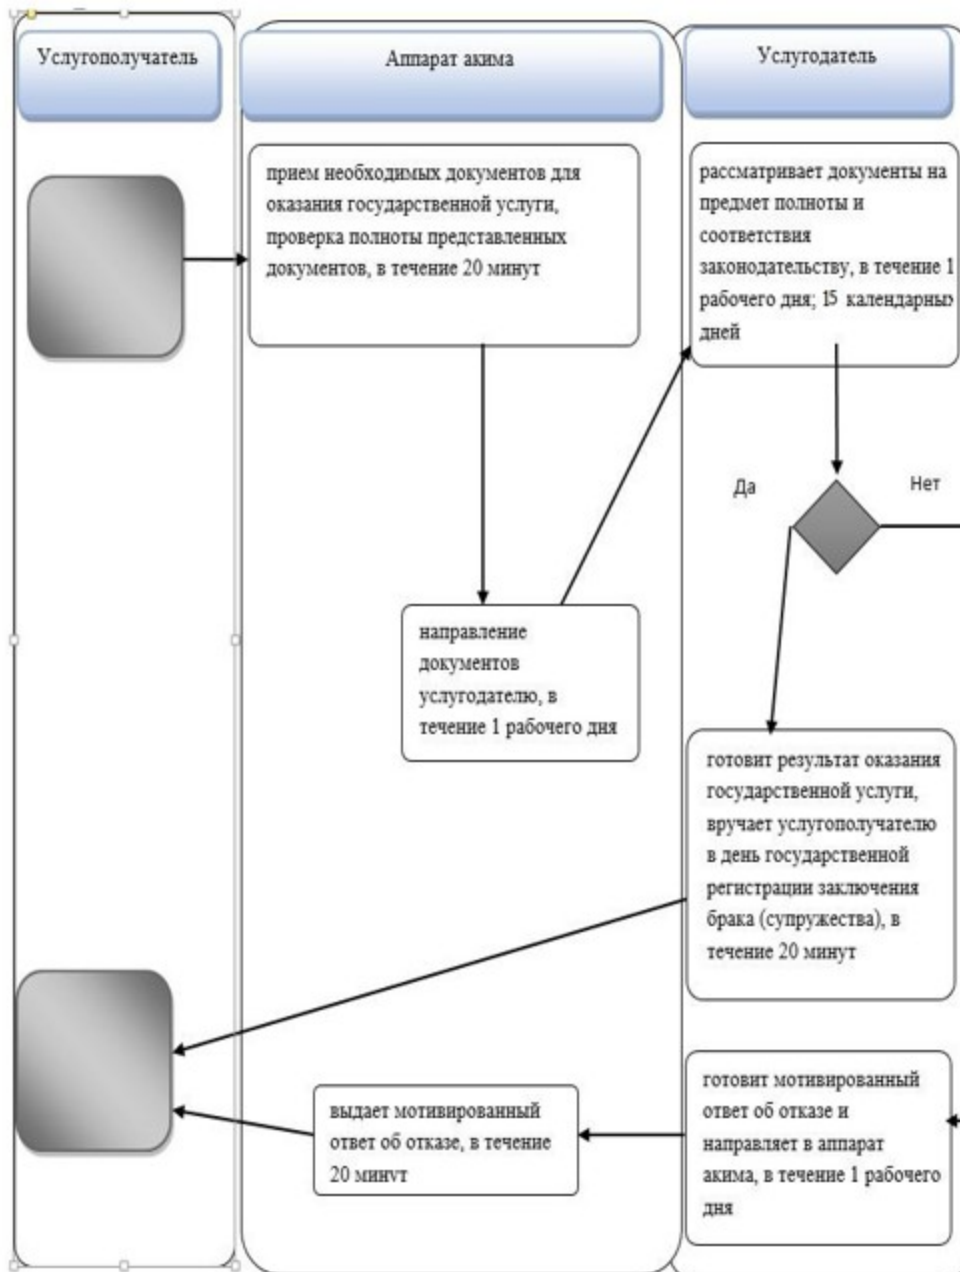 Услугополучатель
Аппарат акима
Услугодатель
прием необходимых документов для
оказания государственной услуги,
проверка полноты представленных
документов, в течение 20 минут
рассматривает документы на
предмет полноты и
соответствия
законодательству, в течение 1
рабочего дня; 15 календарных
дней
Да
Нет
направление
документов
услугодателю, в
течение 1 рабочего дня
готовит результат оказания
государственной услуги,
вручает услугополучателю
в день государственной
регистрации заключения
брака (супружества), в
течение 20 минут
выдает мотивированный
ответ об отказе, в течение
20 минут
готовит мотивированный
ответ об отказе и
направляет в аппарат
акима, в течение 1 рабочего
дня